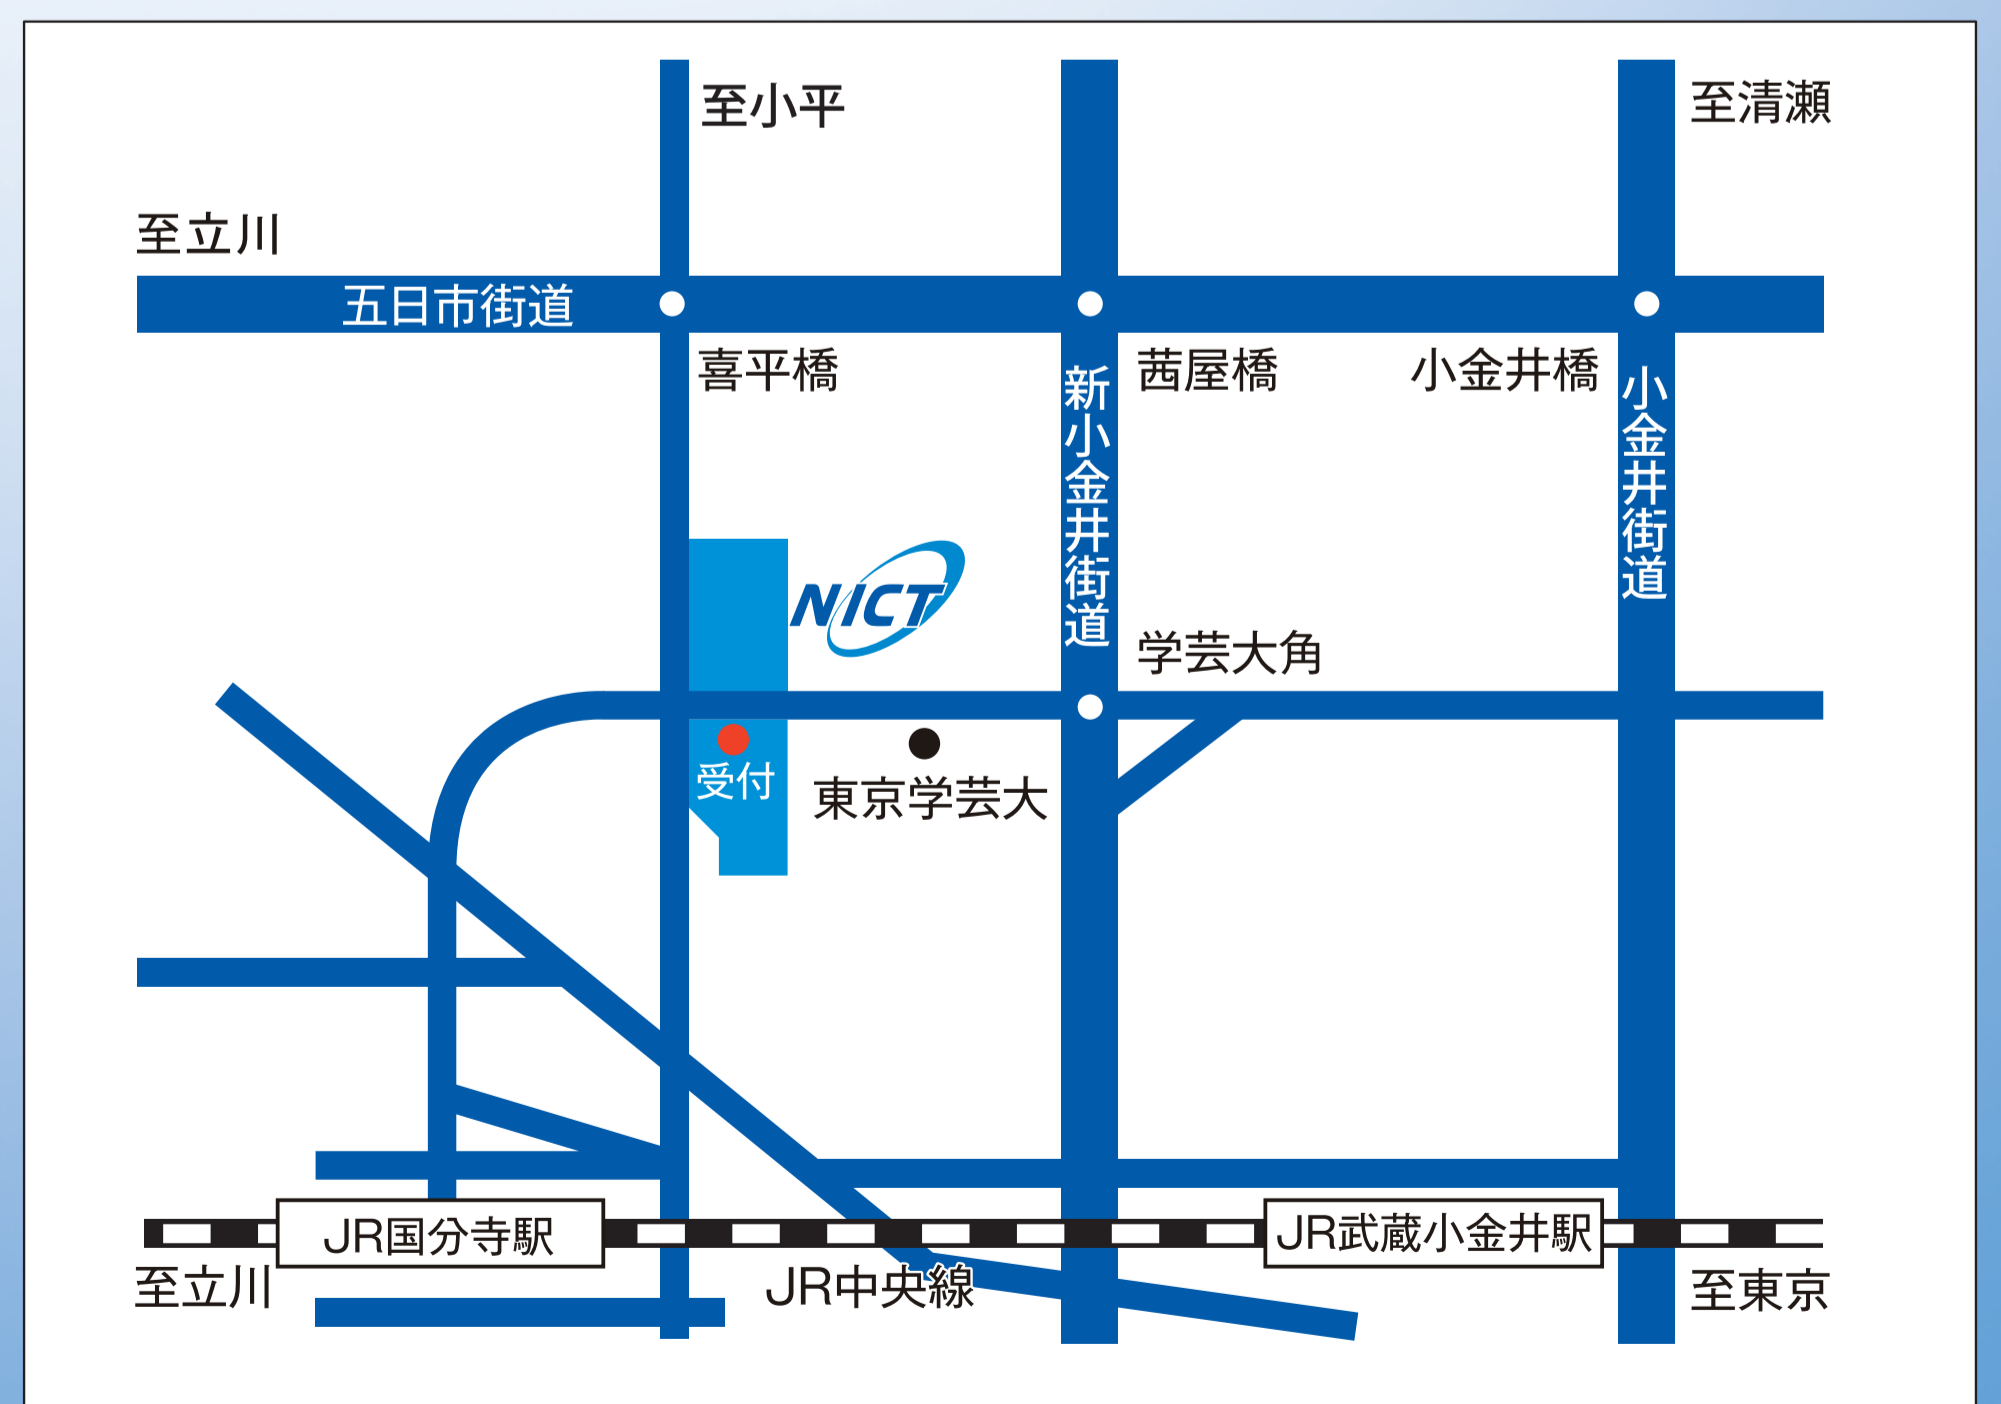 至小平
至清瀬
至立川
五日市街道
喜平橋
茜屋橋
小金井橋
新小金井街道
小金井街道
NICT
学芸大角
受付
東京学芸大
JR国分寺駅
JR武蔵小金井駅
至立川
JR中央線
至東京